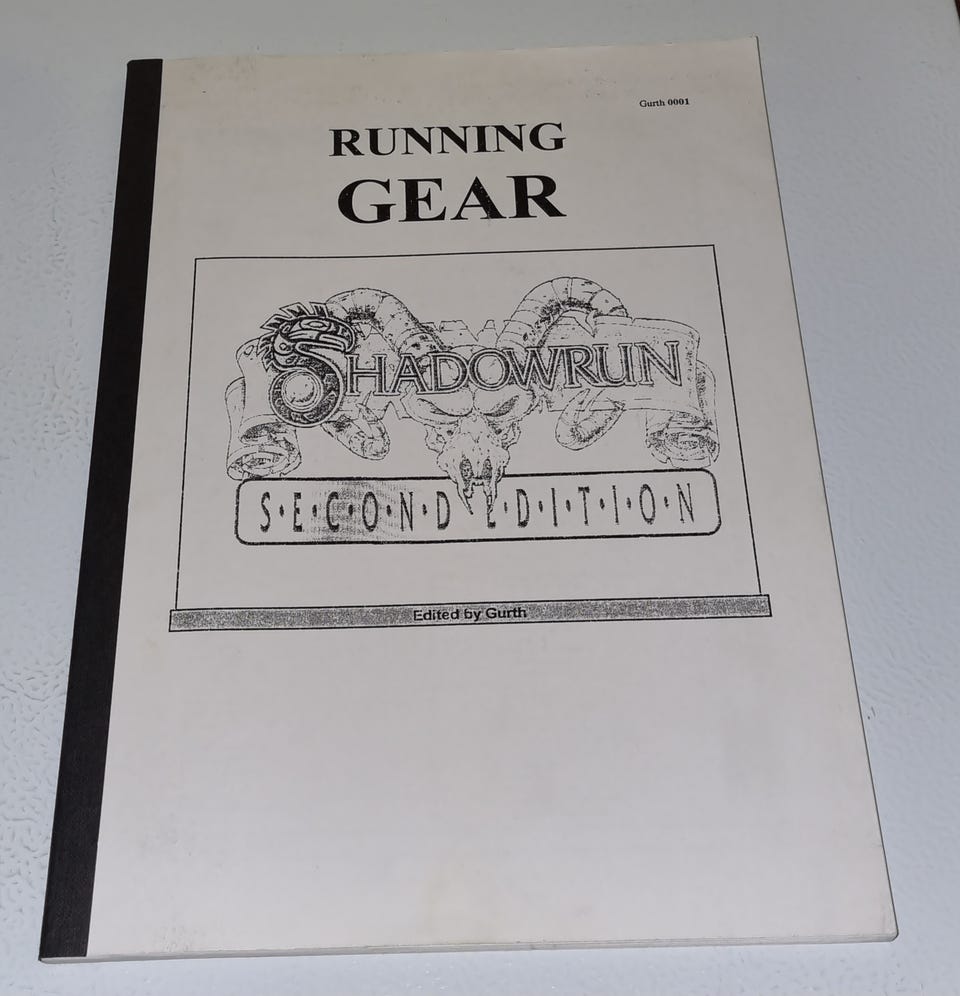 Gurth 0001
RUNNING
GEAR
SHADOWRUN
S·E·C·O·N·D E·D·I·T·I·O·N
Edited by Gurth